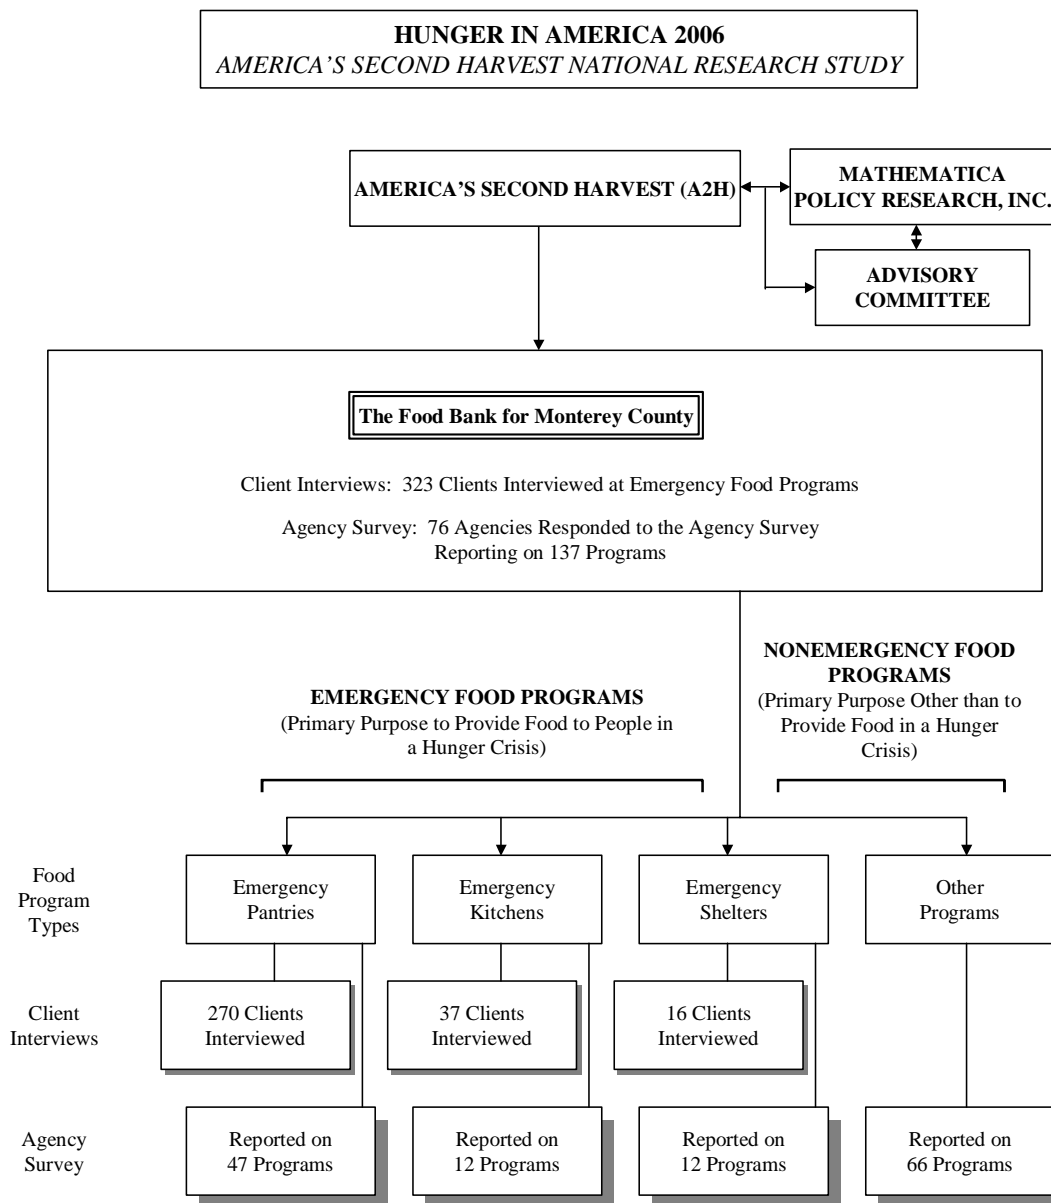 HUNGER IN AMERICA 2006
AMERICA'S SECOND HARVEST NATIONAL RESEARCH STUDY
AMERICA'S SECOND HARVEST (A2H)
MATHEMATICA
POLICY RESEARCH, INC.
ADVISORY
COMMITTEE
The Food Bank for Monterey County
Client Interviews: 323 Clients Interviewed at Emergency Food Programs
Agency Survey: 76 Agencies Responded to the Agency Survey
Reporting on 137 Programs
EMERGENCY FOOD PROGRAMS
(Primary Purpose to Provide Food to People in
a Hunger Crisis)
NONEMERGENCY FOOD
PROGRAMS
(Primary Purpose Other than to
Provide Food in a Hunger
Crisis)
Food
Program
Types
Emergency
Pantries
Emergency
Kitchens
Emergency
Shelters
Other
Programs
Client
Interviews
270 Clients
Interviewed
37 Clients
Interviewed
16 Clients
Interviewed
Agency
Survey
Reported on
47 Programs
Reported on
12 Programs
Reported on
12 Programs
Reported on
66 Programs